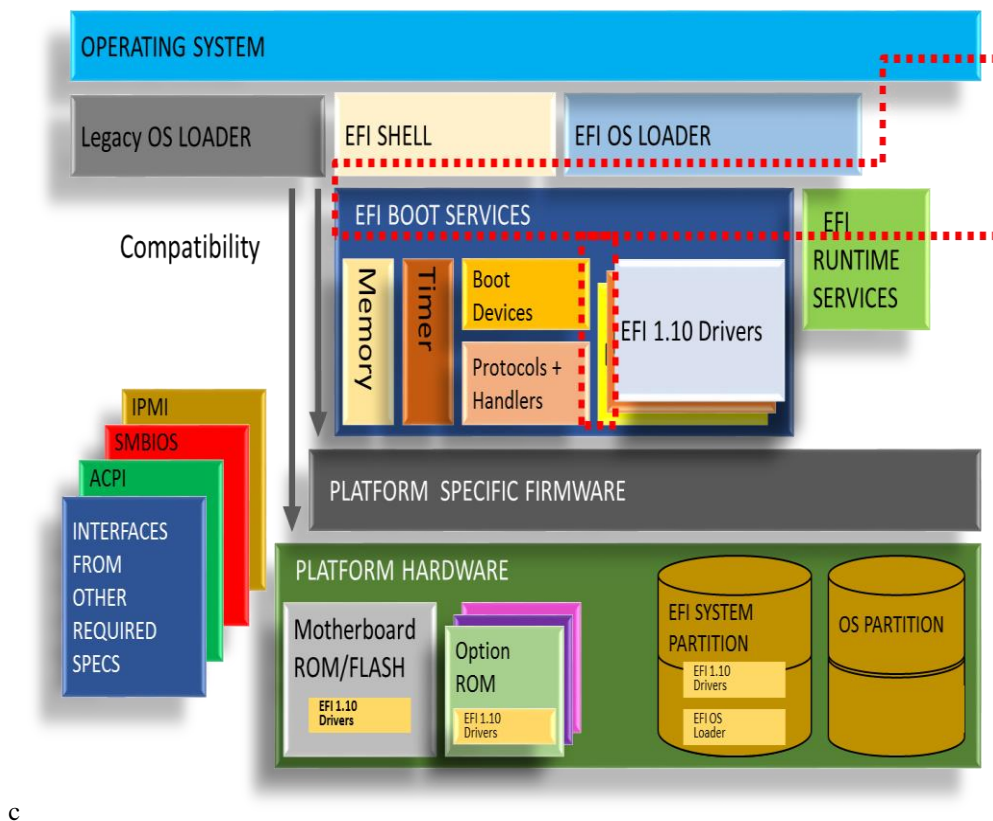 OPERATING SYSTEM
Legacy OS LOADER
EFI SHELL
EFI OS LOADER
EFI BOOT SERVICES
EFI
RUNTIME
SERVICES
Compatibility
Memory
Timer
Boot
Devices
Protocols +
Handlers
EFI 1.10 Drivers
IPMI
SMBIOS
ACPI
INTERFACES
FROM
OTHER
REQUIRED
SPECS
PLATFORM SPECIFIC FIRMWARE
PLATFORM HARDWARE
Motherboard
ROM/FLASH
EFI 1.10
Drivers
Option
ROM
EFI 1.10
Drivers
EFI SYSTEM
PARTITION
EFI 1.10
Drivers
EFI OS
Loader
OS PARTITION
c